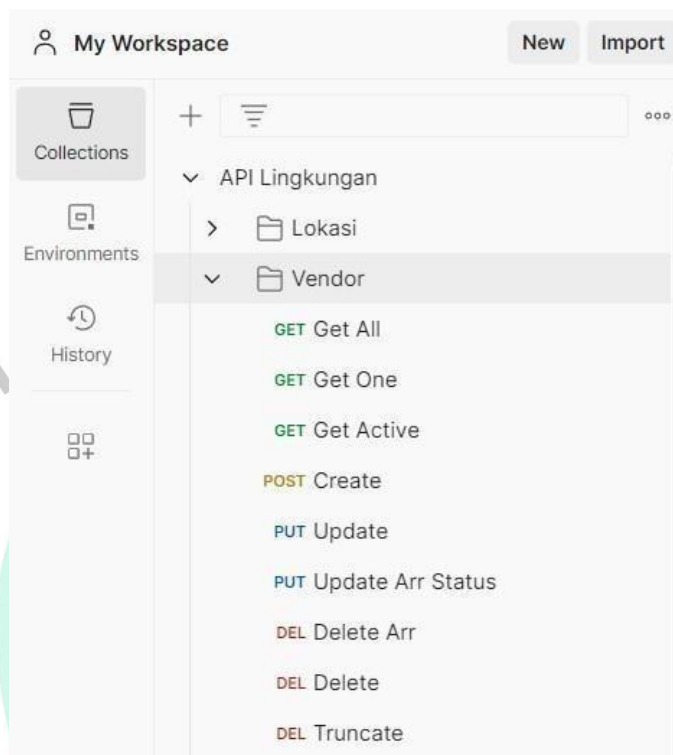 My Workspace
New
Import
Collections
Environments
History
API Lingkungan
Lokasi
Vendor
GET Get All
GET Get One
GET Get Active
POST Create
PUT Update
PUT Update Arr Status
DEL Delete Arr
DEL Delete
DEL Truncate